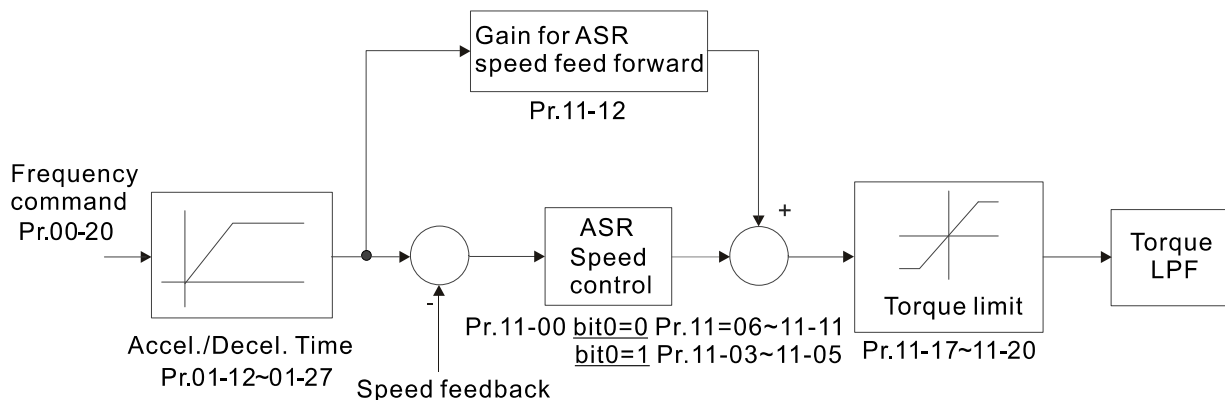 Gain for ASR
speed feed forward
Pr.11-12
Frequency
command
Pr.00-20
+
ASR
Speed
control
Torque
LPF
-
Torque limit
Pr.11-00 bit0=0 Pr.11=06~11-11
bit0=1 Pr.11-03~11-05
Pr.11-17~11-20
Accel./Decel. Time
Pr.01-12~01-27
Speed feedback